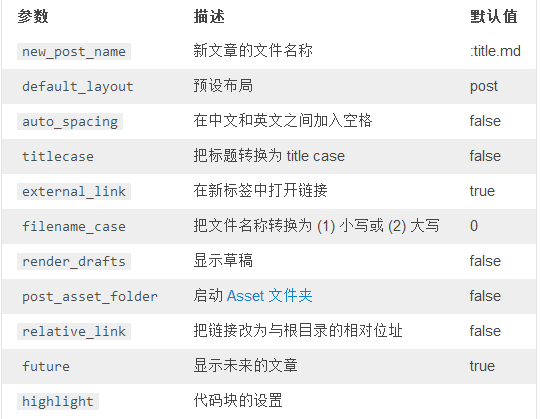 参数 描述 默认值
new_post_name 新文章的文件名称 :title.md
default_layout 预设布局 post
auto_spacing 在中文和英文之间加入空格 false
titlecase 把标题转换为 title case false
external_link 在新标签中打开链接 true
filename_case 把文件名称转换为 (1) 小写或 (2) 大写 0
render_drafts 显示草稿 false
post_asset_folder 启动 Asset 文件夹 false
relative_link 把链接改为与根目录的相对位址 false
future 显示未来的文章 true
highlight 代码块的设置